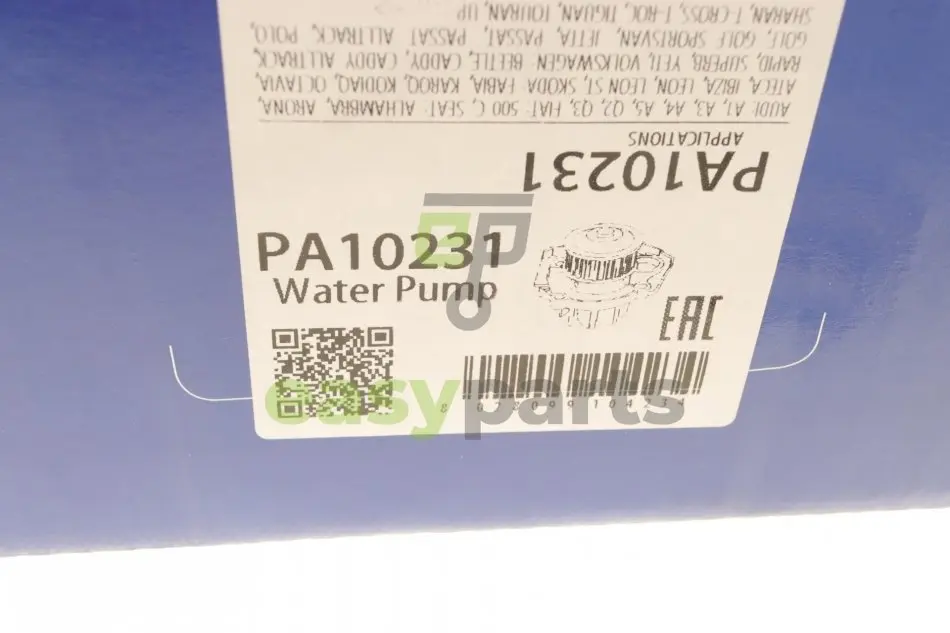 PA10231
Water Pump
EAC
easyparts
PA10231
APPLICATIONS
AUDI: A1, A3, A4, A5, Q2, Q3, FIAT: 500 C, SEAT: ALHAMBRA, ARONA,
ATECA, IBIZA, LEON, LEON ST, SKODA: FABIA, KAROQ, KODIAQ, OCTAVIA,
RAPID, SUPERB, YETI, VOLKSWAGEN: BEETLE, CADDY, CADDY ALLTRACK,
GOLF, GOLF SPORTSVAN, JETTA, PASSAT, PASSAT ALLTRACK, POLO,
SHARAN, T-CROSS, T-ROC, TIGUAN, TOURAN, UP